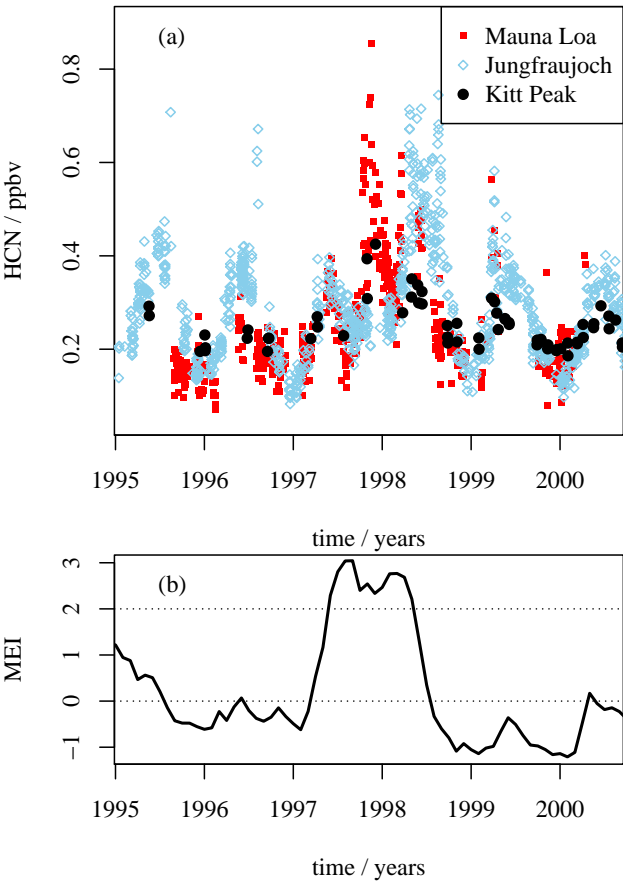 (a)
Mauna Loa
Jungfraujoch
Kitt Peak
HCN / ppbv
0.8
0.6
0.4
0.2
1995 1996 1997 1998 1999 2000
time / years
(b)
MEI
3
2
1
0
−1
1995 1996 1997 1998 1999 2000
time / years